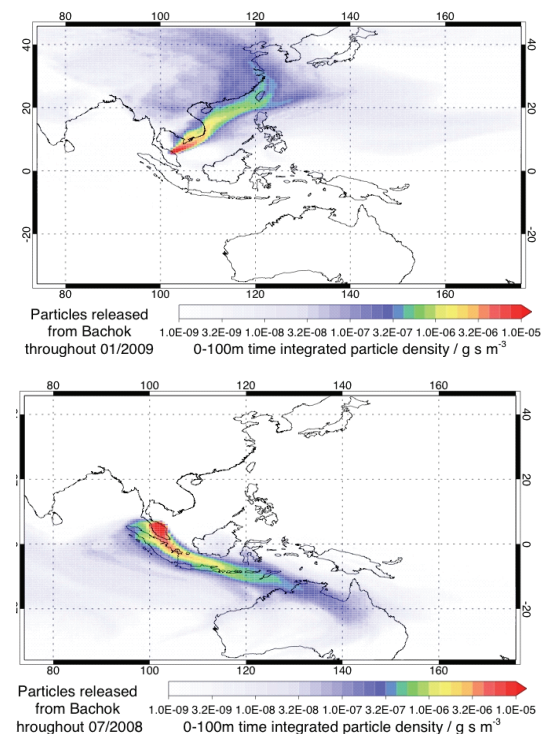 80 100 120 140 160
40 40
20 20
0 0
-20 -20
80 100 120 140 160
Particles released
from Bachok
throughout 01/2009
1.0E-09 3.2E-09 1.0E-08 3.2E-08 1.0E-07 3.2E-07 1.0E-06 3.2E-06 1.0E-05
0-100m time integrated particle density / g s m⁻³
80 100 120 140 160
40
20
0
-20
80 100 120 140 160
Particles released
from Bachok
hroughout 07/2008
1.0E-09 3.2E-09 1.0E-08 3.2E-08 1.0E-07 3.2E-07 1.0E-06 3.2E-06 1.0E-05
0-100m time integrated particle density / g s m⁻³